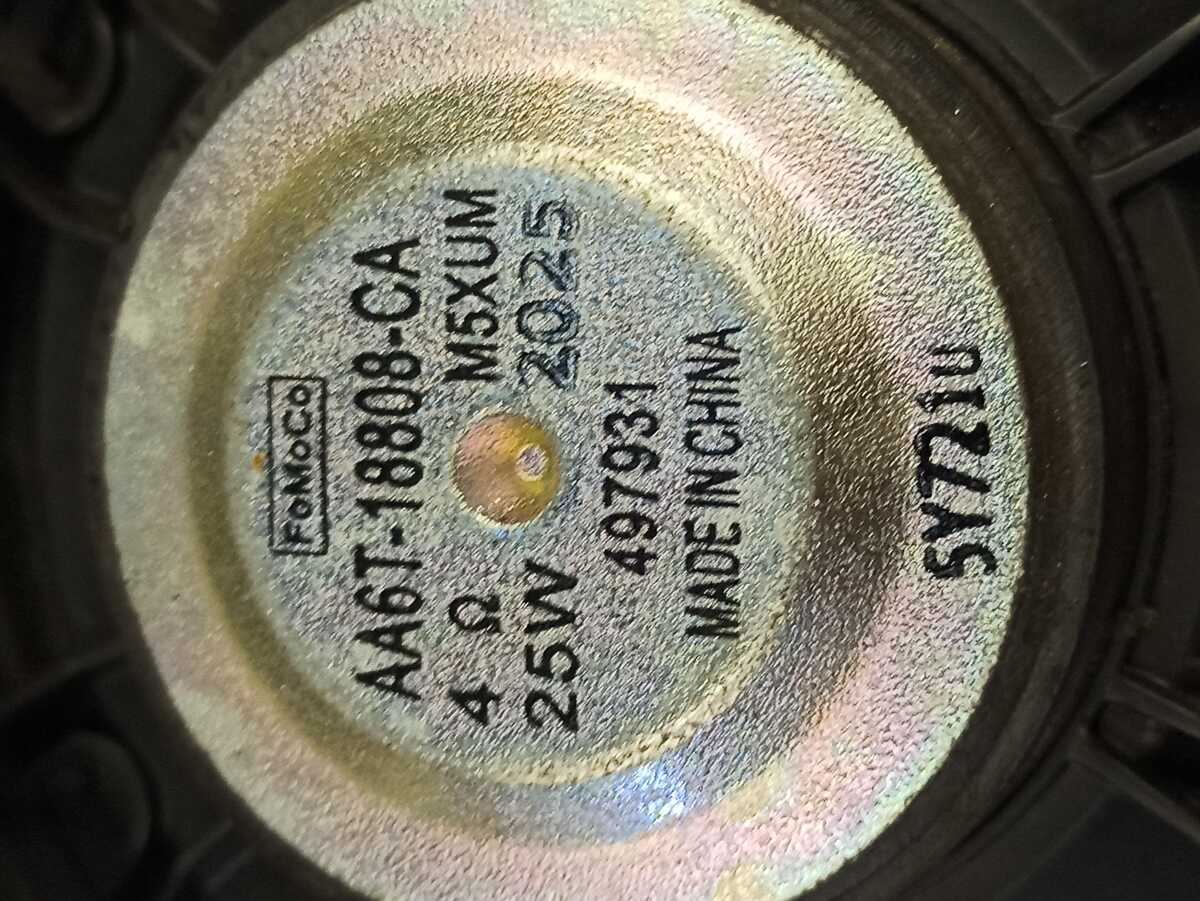 FoMoCo
AA6T-18808-CA
4 Ω M5XUM
25W 2025
497931
MADE IN CHINA
5Y721U